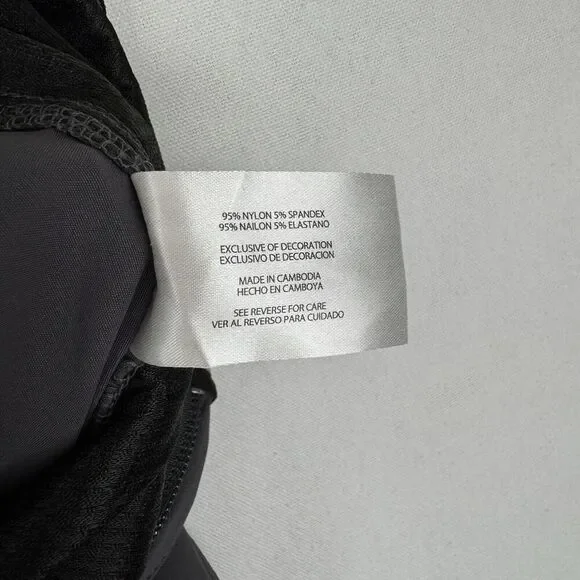 95% NYLON 5% SPANDEX
95% NAILON 5% ELASTANO
EXCLUSIVE OF DECORATION
EXCLUSIVO DE DECORACION
MADE IN CAMBODIA
HECHO EN CAMBOYA
SEE REVERSE FOR CARE
VER AL REVERSO PARA CUIDADO